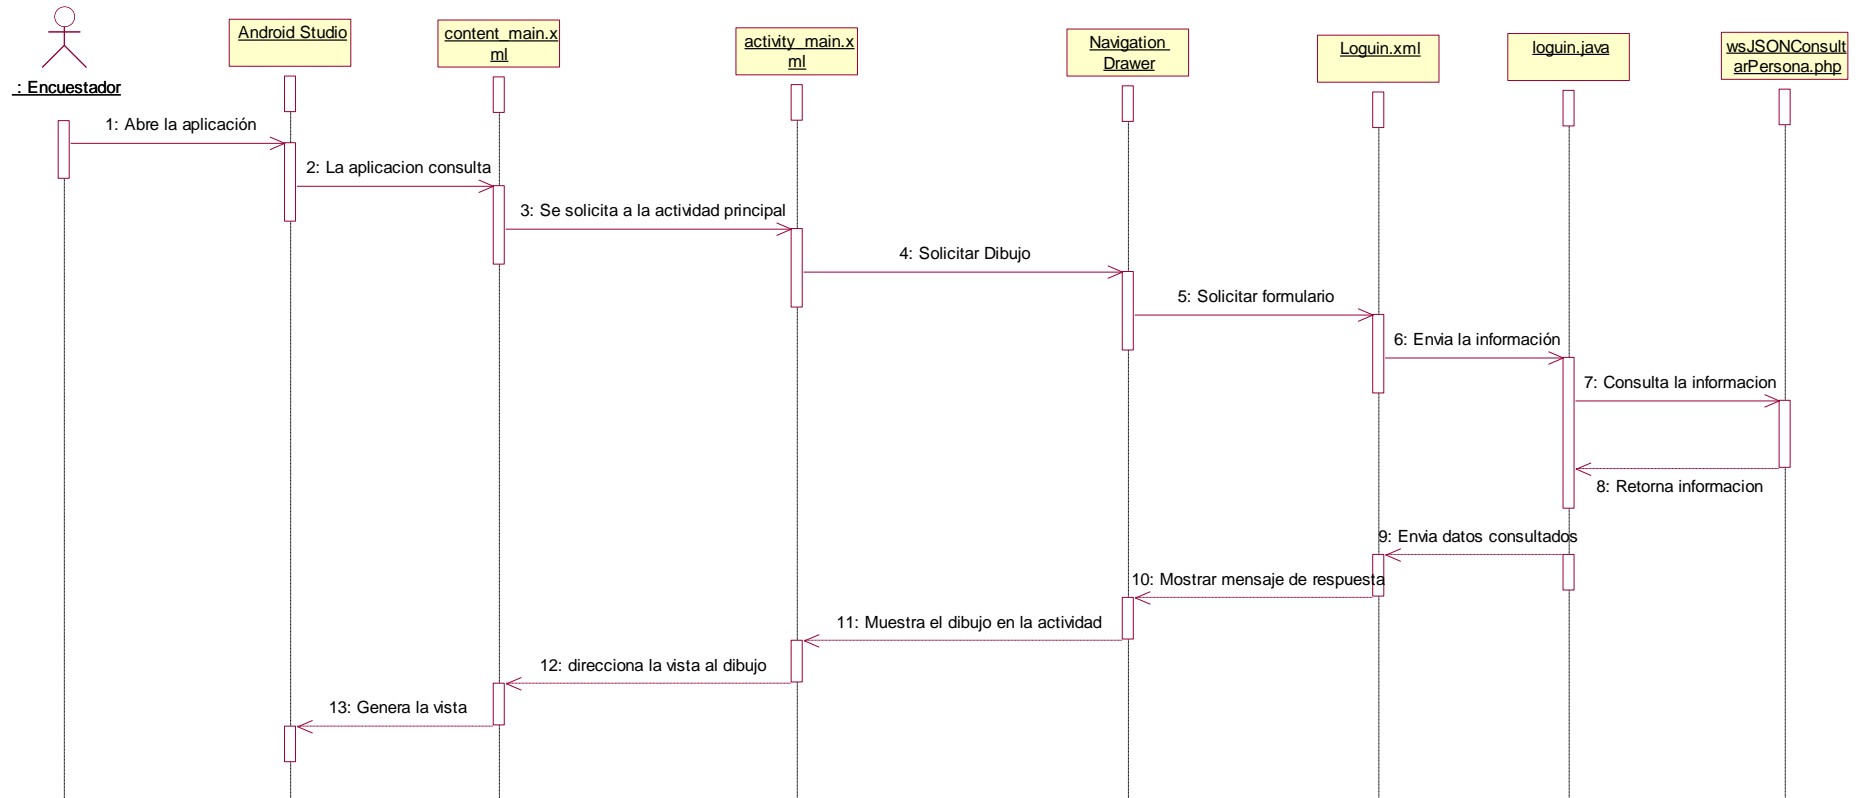 : Encuestador
Android Studio
content_main.x
ml
activity_main.x
ml
Navigation
Drawer
Loguin.xml
loguin.java
wsJSONConsult
arPersona.php
1: Abre la aplicación
2: La aplicacion consulta
3: Se solicita a la actividad principal
4: Solicitar Dibujo
5: Solicitar formulario
6: Envia la información
7: Consulta la informacion
8: Retorna informacion
9: Envia datos consultados
10: Mostrar mensaje de respuesta
11: Muestra el dibujo en la actividad
12: direcciona la vista al dibujo
13: Genera la vista